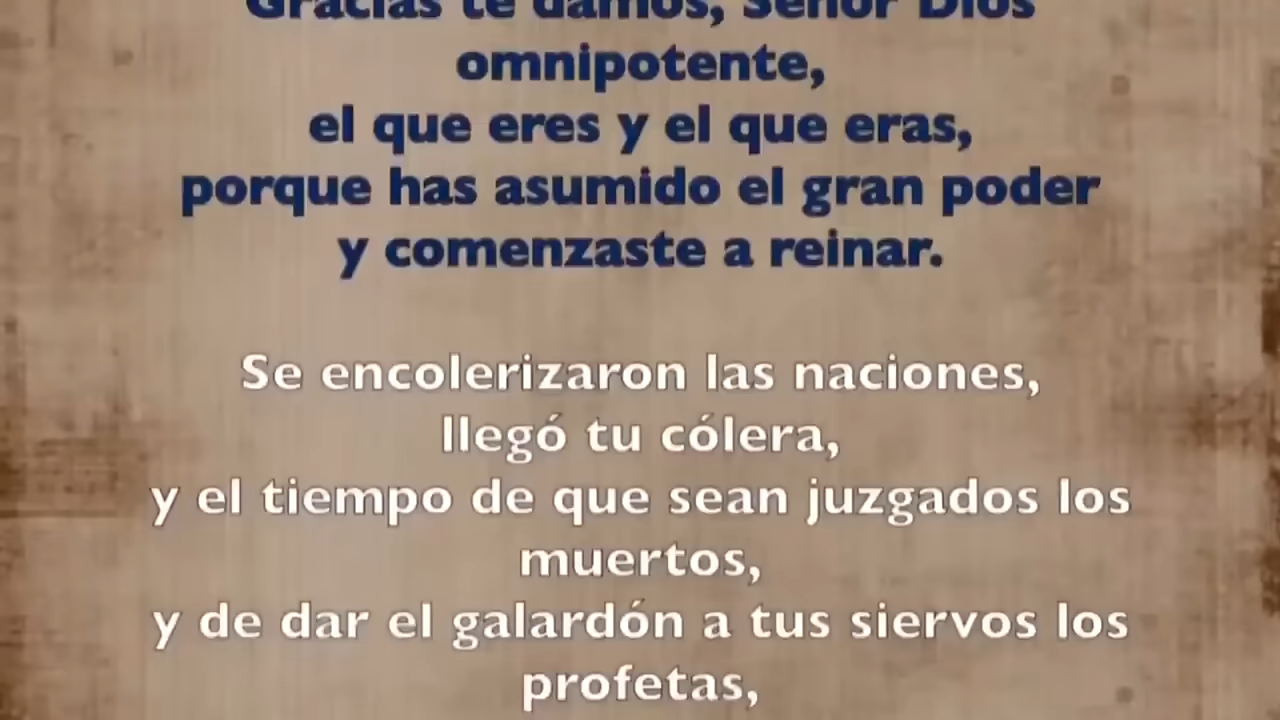 Gracias te damos, Señor Dios
omnipotente,
el que eres y el que eras,
porque has asumido el gran poder
y comenzaste a reinar.
Se encolerizaron las naciones,
llegó tu cólera,
y el tiempo de que sean juzgados los
muertos,
y de dar el galardón a tus siervos los
profetas,